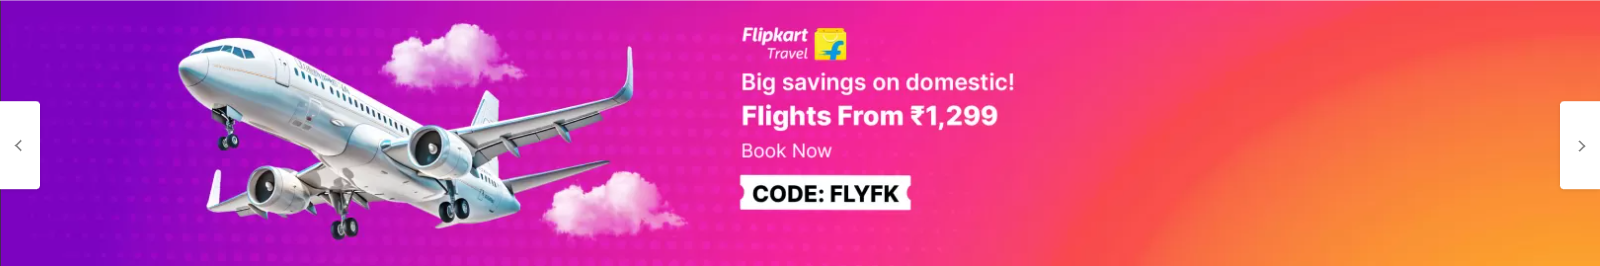 Flipkart
Travel
Big savings on domestic!
Flights From ₹1,299
Book Now
CODE: FLYFK